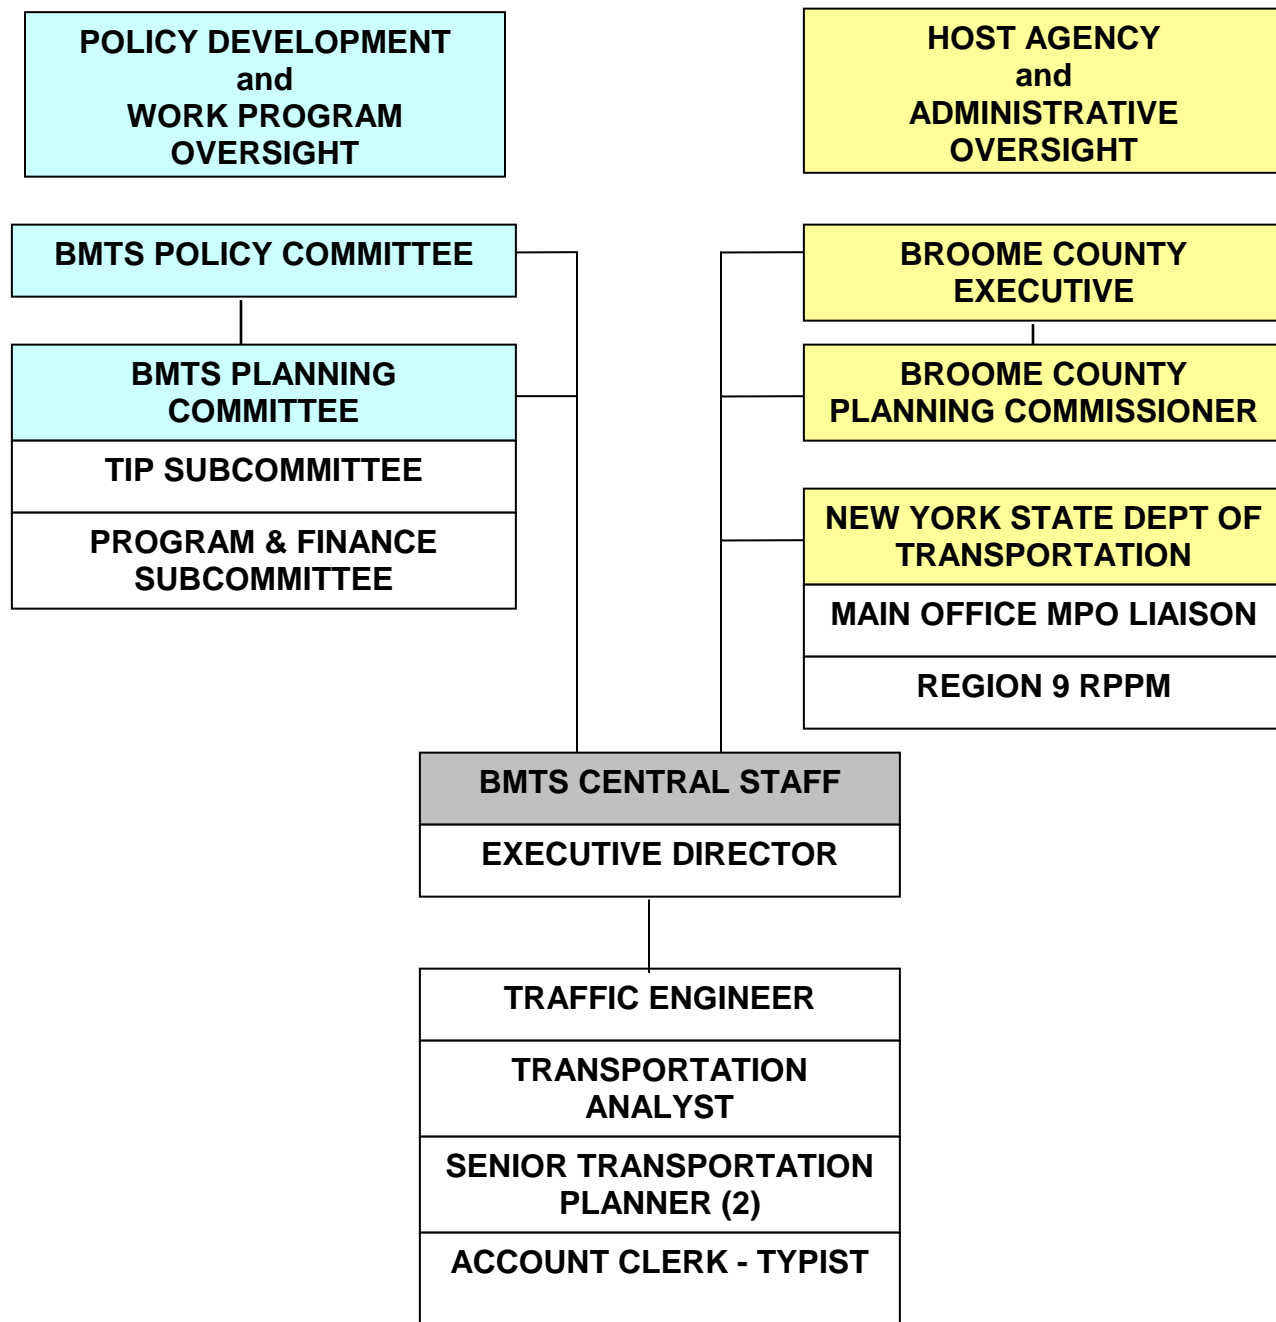 POLICY DEVELOPMENT
and
WORK PROGRAM
OVERSIGHT
HOST AGENCY
and
ADMINISTRATIVE
OVERSIGHT
BMTS POLICY COMMITTEE
BMTS PLANNING
COMMITTEE
TIP SUBCOMMITTEE
PROGRAM & FINANCE
SUBCOMMITTEE
BROOME COUNTY
EXECUTIVE
BROOME COUNTY
PLANNING COMMISSIONER
NEW YORK STATE DEPT OF
TRANSPORTATION
MAIN OFFICE MPO LIAISON
REGION 9 RPPM
BMTS CENTRAL STAFF
EXECUTIVE DIRECTOR
TRAFFIC ENGINEER
TRANSPORTATION
ANALYST
SENIOR TRANSPORTATION
PLANNER (2)
ACCOUNT CLERK - TYPIST